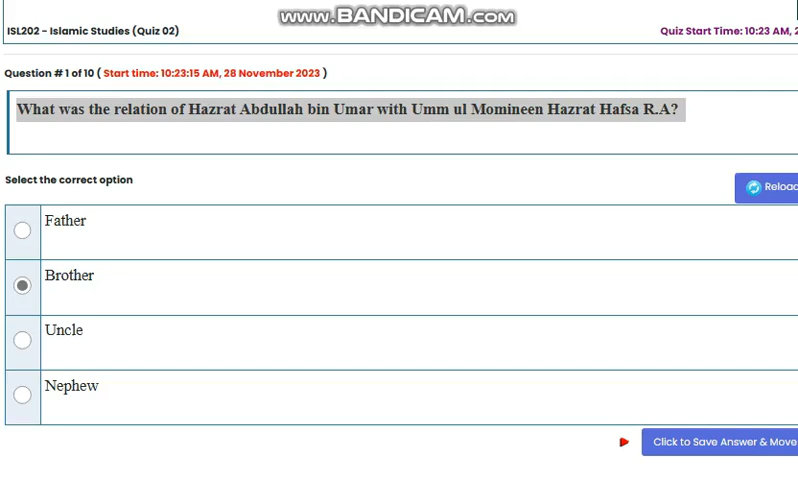 www.BANDICAM.com
ISL202 - Islamic Studies (Quiz 02)
Quiz Start Time: 10:23 AM, 2
Question # 1 of 10 ( Start time: 10:23:15 AM, 28 November 2023 )
What was the relation of Hazrat Abdullah bin Umar with Umm ul Momineen Hazrat Hafsa R.A?
Select the correct option
Reload
Father
Brother
Uncle
Nephew
Click to Save Answer & Move